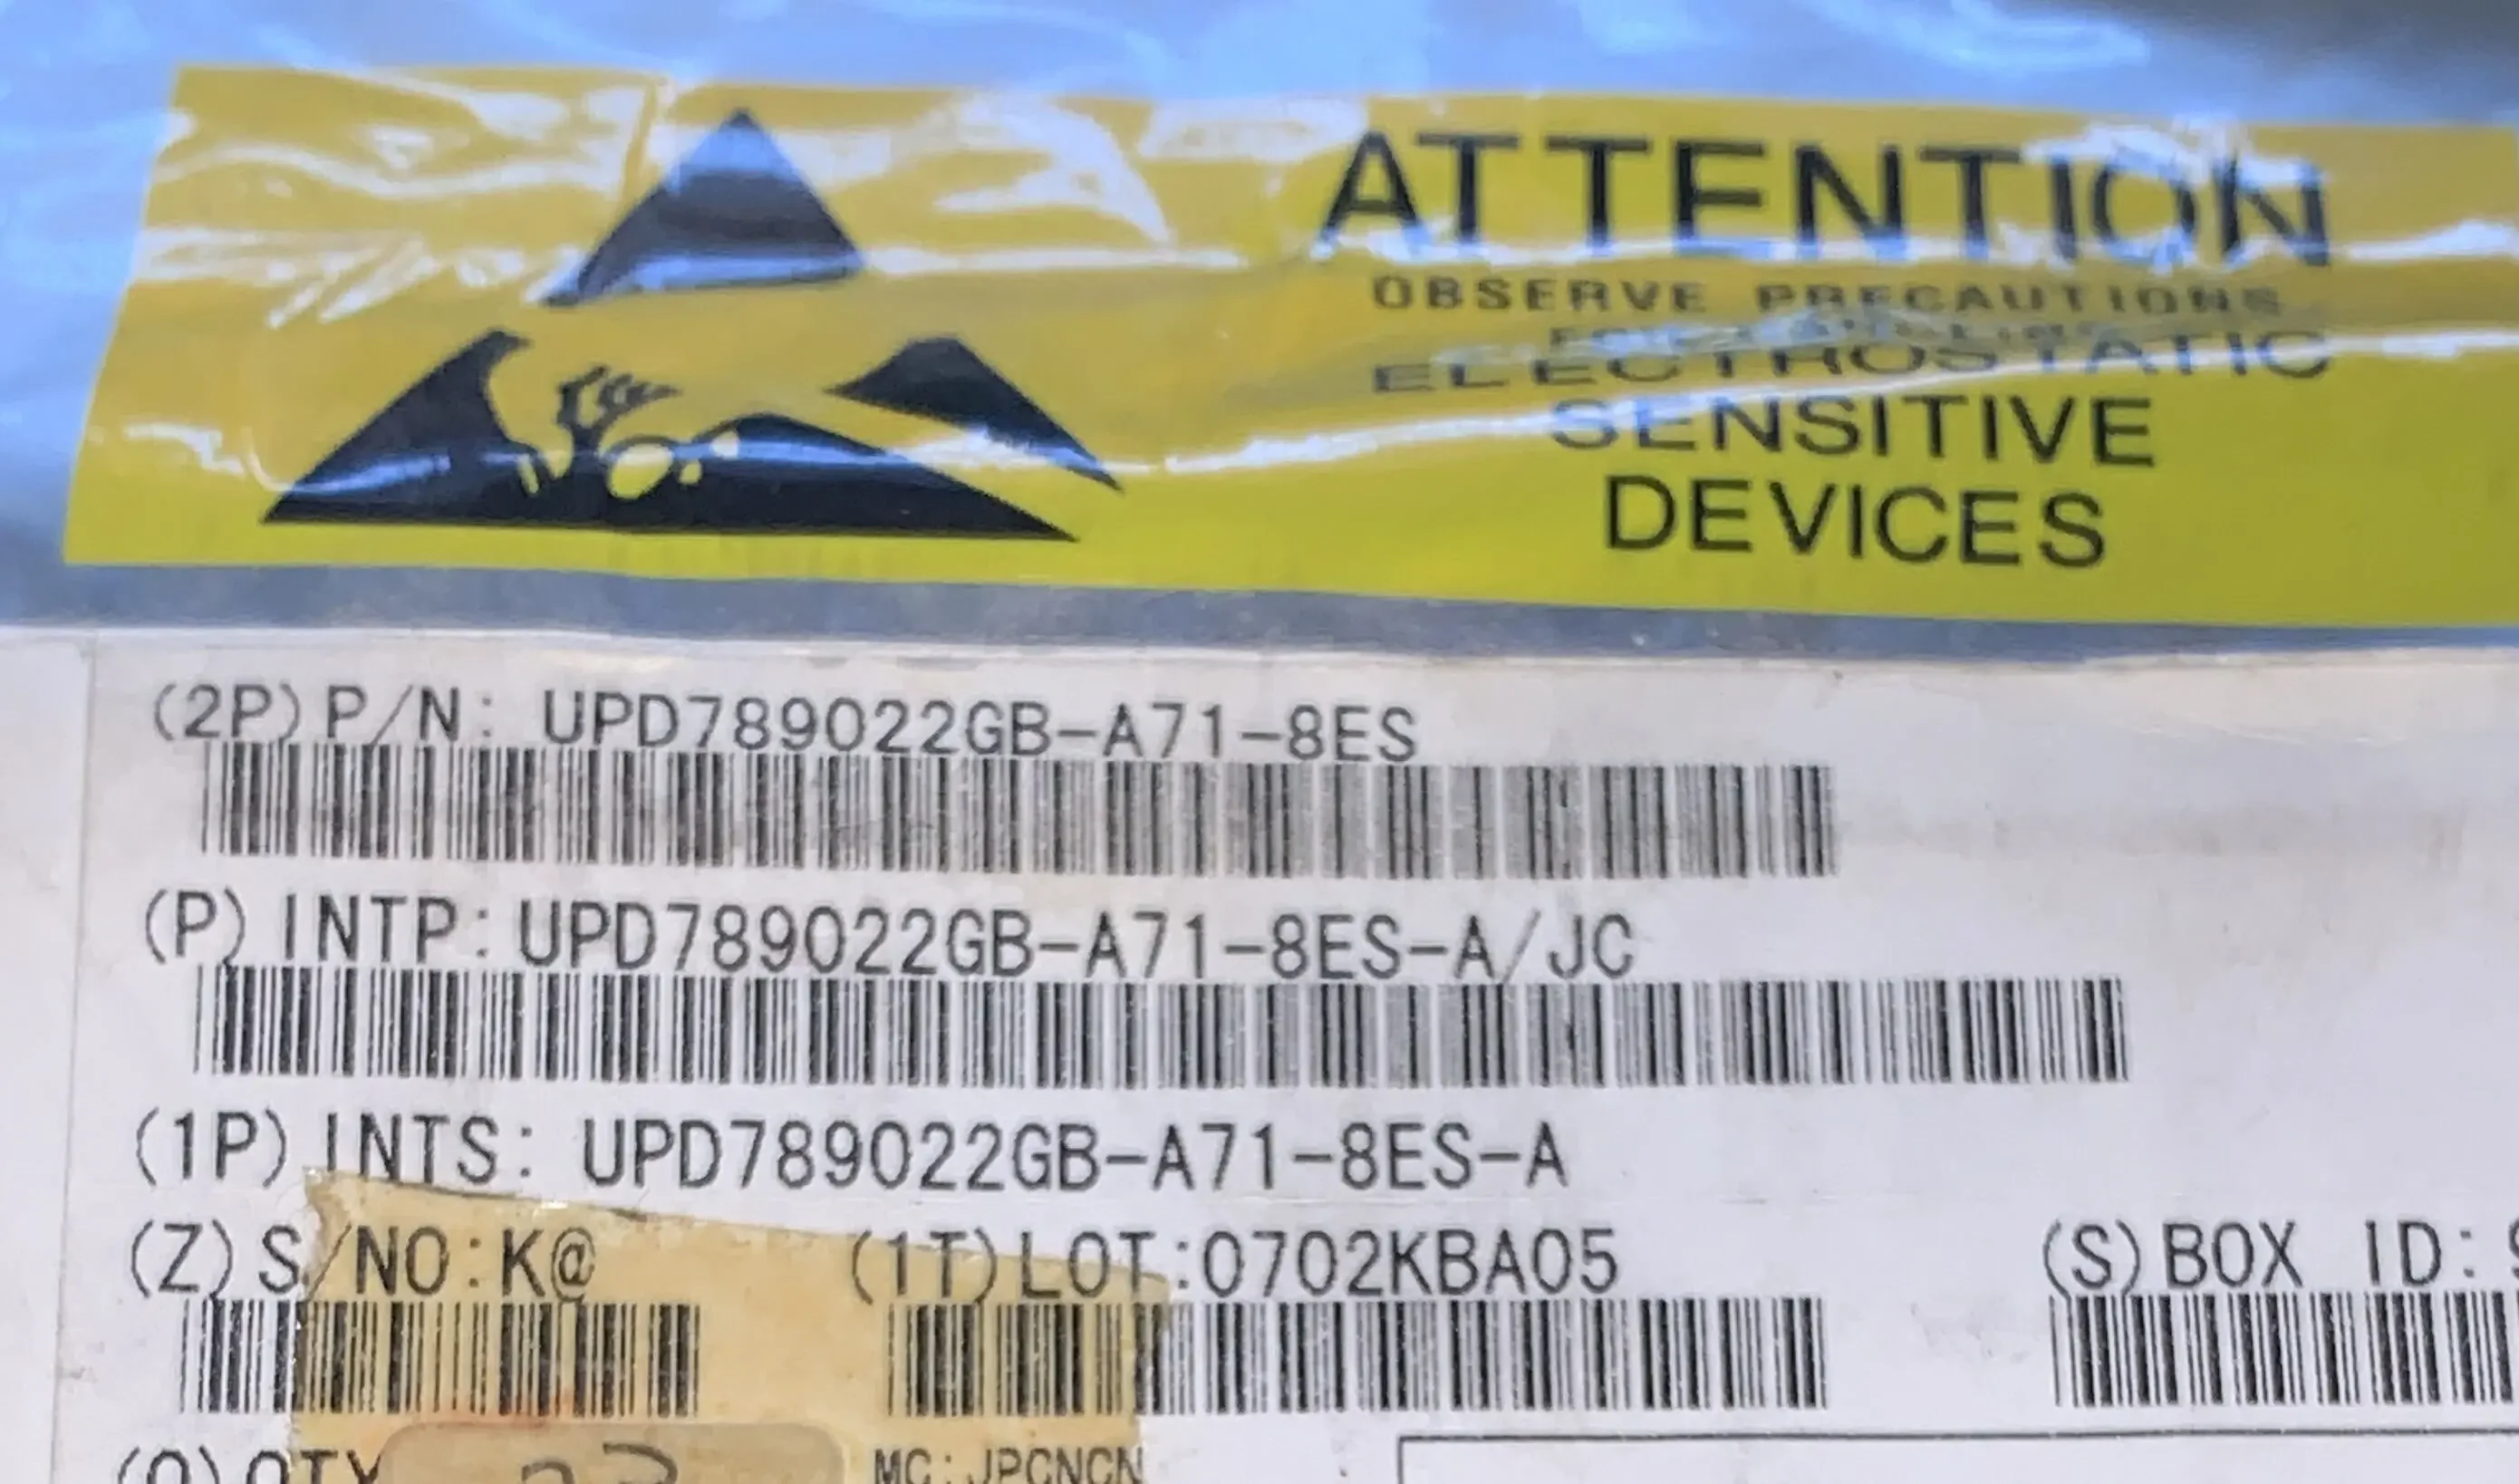 ATTENTION
OBSERVE PRECAUTIONS
ELECTROSTATIC
SENSITIVE
DEVICES
(2P)P/N: UPD789022GB-A71-8ES
(P)INTP:UPD789022GB-A71-8ES-A/JC
(1P)INTS: UPD789022GB-A71-8ES-A
(Z)S/NO:K@ (1T)LOT:0702KBA05 (S)BOX ID:
(Q)QTY MC:JPCNCN